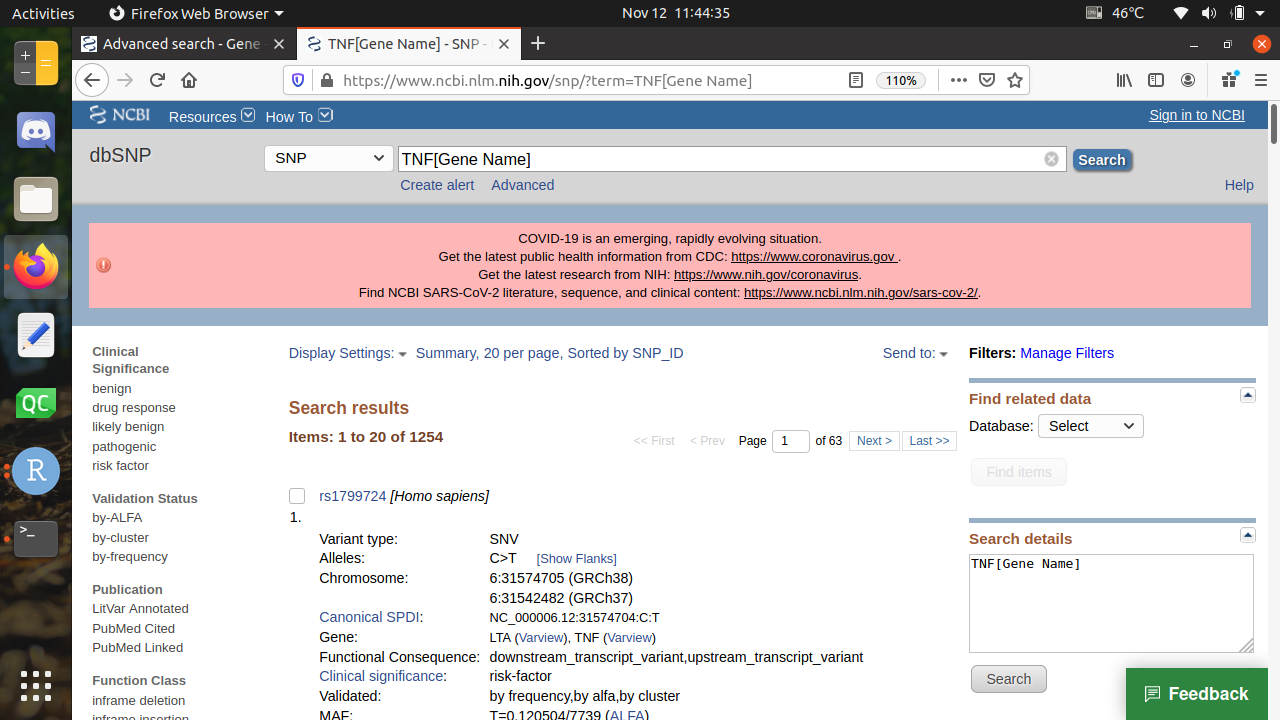 Activities
Firefox Web Browser
Nov 12 11:44:35
46℃
Advanced search - Gene
TNF[Gene Name] - SNP -
https://www.ncbi.nlm.nih.gov/snp/?term=TNF[Gene Name]
110%
NCBI
Resources
How To
Sign in to NCBI
dbSNP
SNP
TNF[Gene Name]
Search
Create alert
Advanced
Help
COVID-19 is an emerging, rapidly evolving situation.
Get the latest public health information from CDC: https://www.coronavirus.gov .
Get the latest research from NIH: https://www.nih.gov/coronavirus.
Find NCBI SARS-CoV-2 literature, sequence, and clinical content: https://www.ncbi.nlm.nih.gov/sars-cov-2/.
Clinical
Significance
benign
drug response
likely benign
pathogenic
risk factor
Validation Status
by-ALFA
by-cluster
by-frequency
Publication
LitVar Annotated
PubMed Cited
PubMed Linked
Function Class
inframe deletion
inframe insertion
Display Settings:
Summary, 20 per page, Sorted by SNP_ID
Send to:
Search results
Items: 1 to 20 of 1254
<< First
< Prev
Page 1 of 63
Next >
Last >>
rs1799724 [Homo sapiens]
1.
Variant type: SNV
Alleles: C>T [Show Flanks]
Chromosome: 6:31574705 (GRCh38)
6:31542482 (GRCh37)
Canonical SPDI: NC_000006.12:31574704:C:T
Gene: LTA (Varview), TNF (Varview)
Functional Consequence: downstream_transcript_variant,upstream_transcript_variant
Clinical significance: risk-factor
Validated: by frequency,by alfa,by cluster
MAF: T=0.120504/7739 (ALFA)
Filters: Manage Filters
Find related data
Database: Select
Find items
Search details
TNF[Gene Name]
Search
Feedback
QC
R
>_